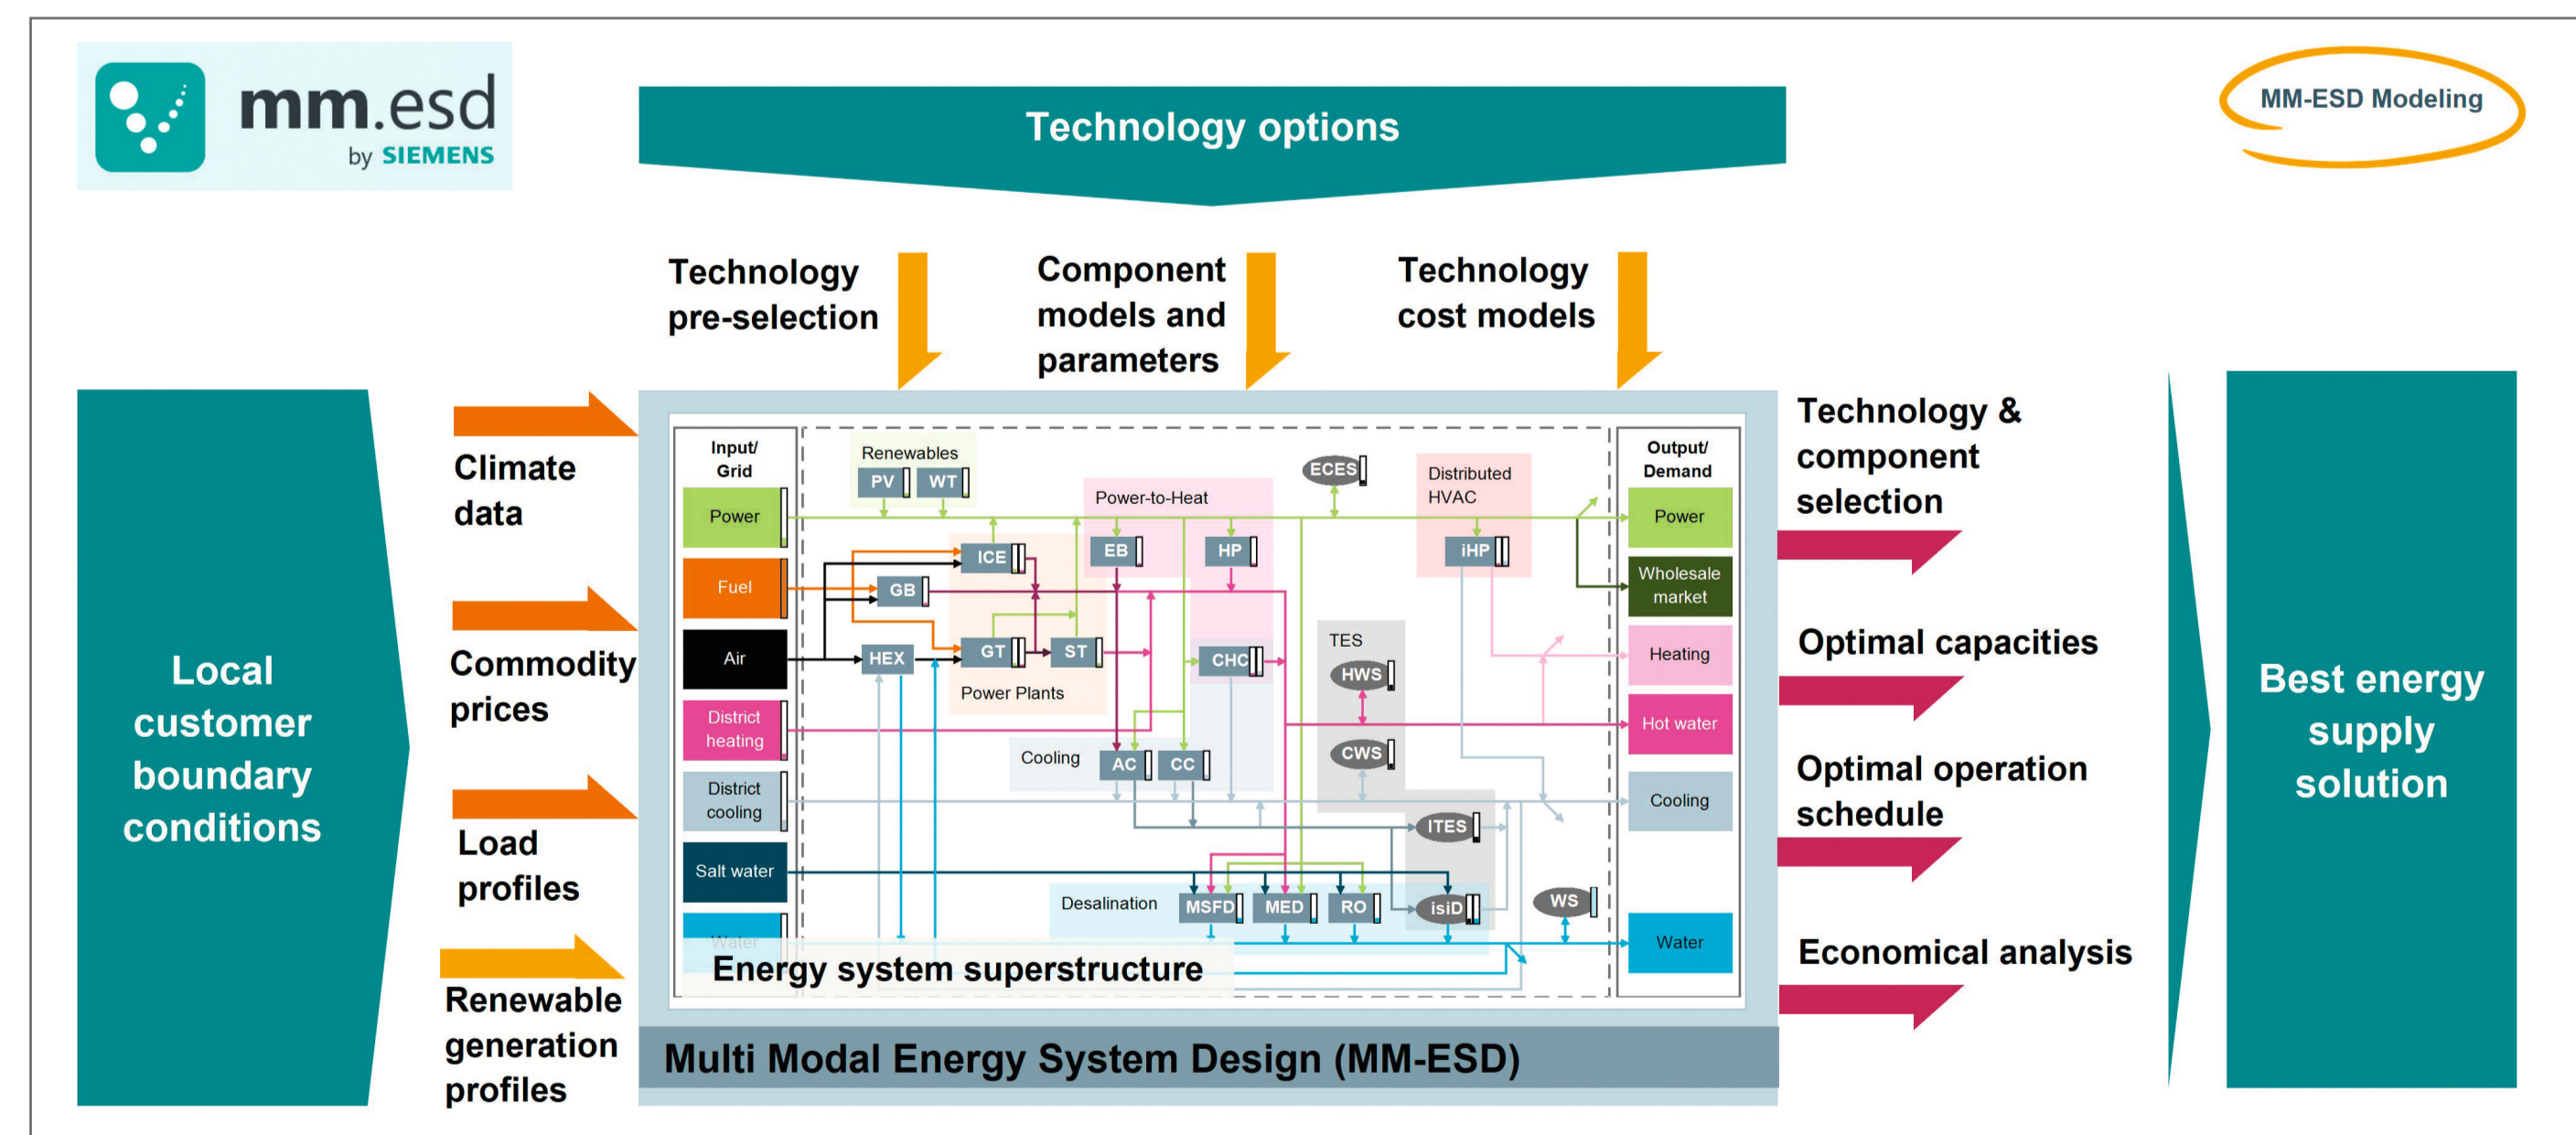 mm.esd
by SIEMENS
Technology options
MM-ESD Modeling
Technology
pre-selection
Component
models and
parameters
Technology
cost models
Local
customer
boundary
conditions
Climate
data
Commodity
prices
Load
profiles
Renewable
generation
profiles
Input/
Grid
Power
Fuel
Air
District
heating
District
cooling
Salt water
Water
Renewables
PV
WT
ICE
GB
HEX
GT
ST
Power Plants
Power-to-Heat
EB
HP
CHC
Cooling
AC
CC
ECES
Distributed
HVAC
iHP
TES
HWS
CWS
ITES
Desalination
MSFD
MED
RO
isiD
WS
Output/
Demand
Power
Wholesale
market
Heating
Hot water
Cooling
Water
Energy system superstructure
Multi Modal Energy System Design (MM-ESD)
Technology &
component
selection
Optimal capacities
Optimal operation
schedule
Economical analysis
Best energy
supply
solution